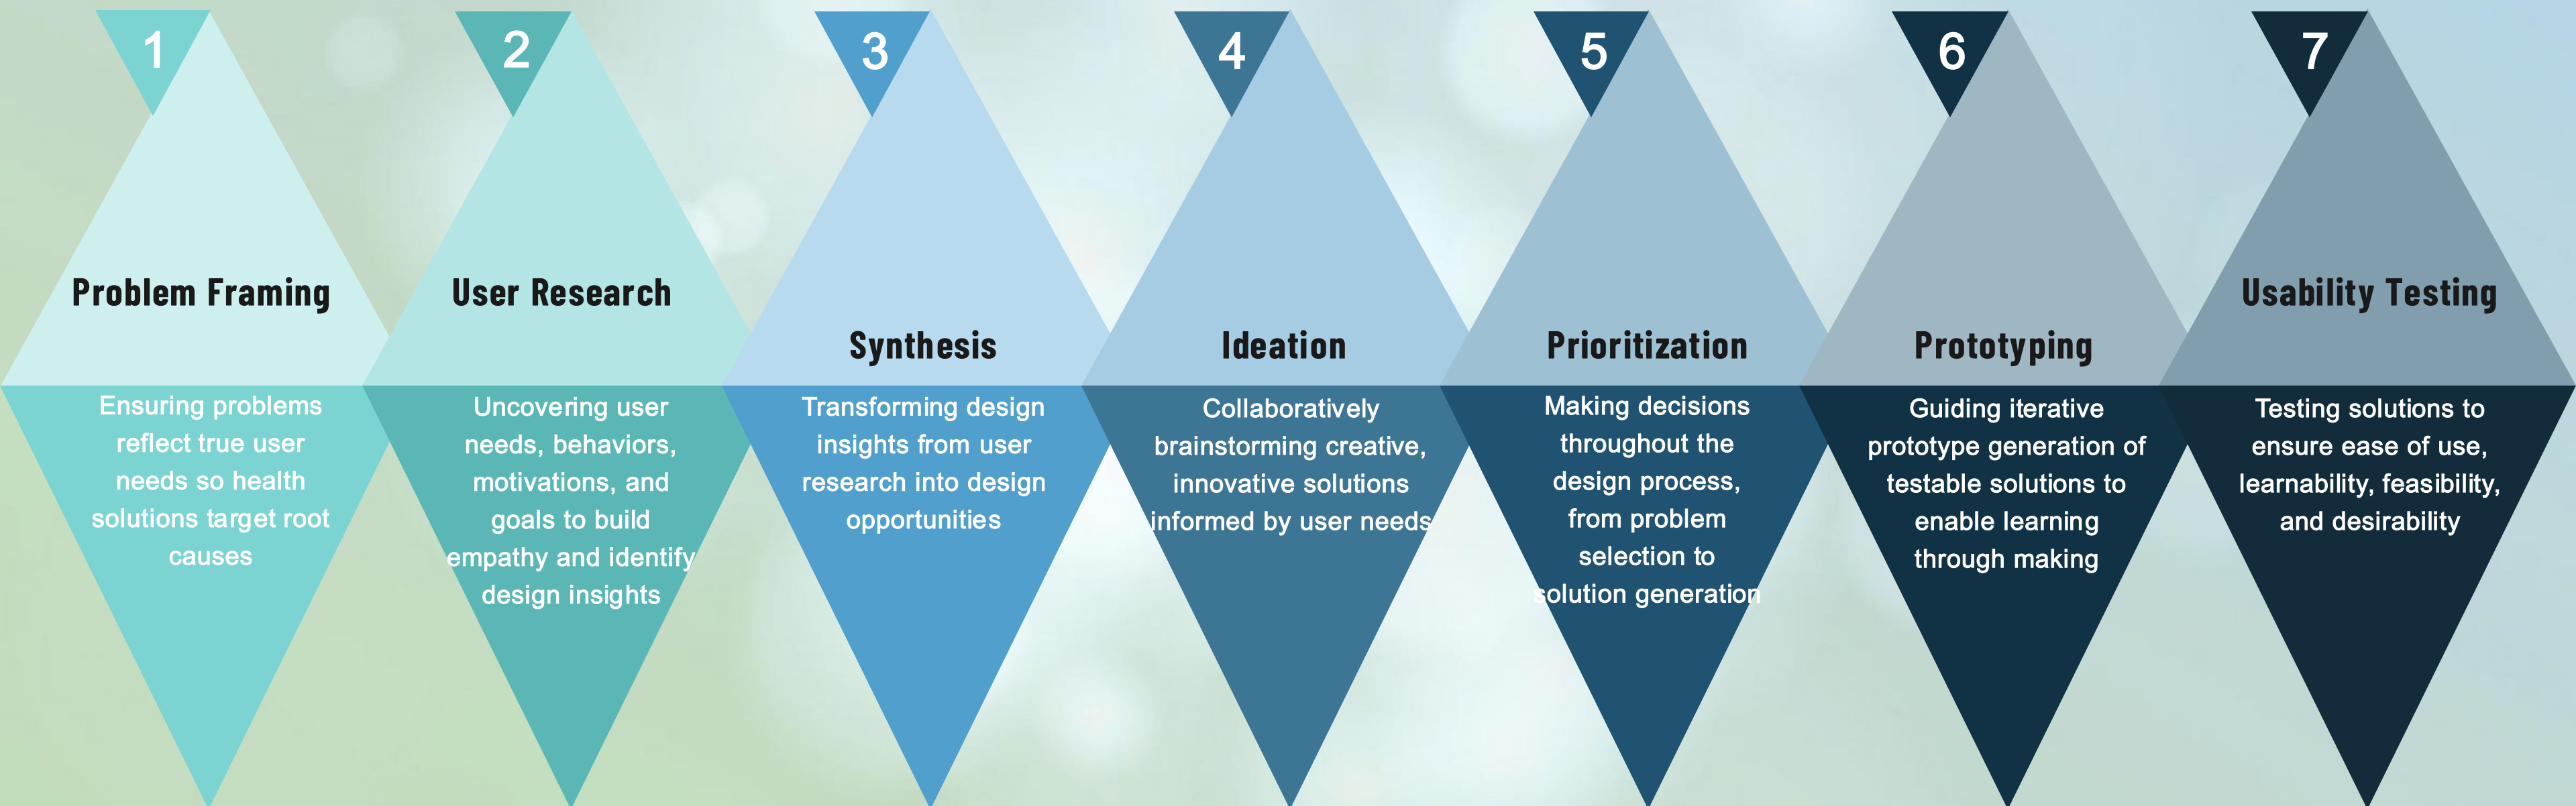 1
Problem Framing
Ensuring problems
reflect true user
needs so health
solutions target root
causes
2
User Research
Uncovering user
needs, behaviors,
motivations, and
goals to build
empathy and identify
design insights
3
Synthesis
Transforming design
insights from user
research into design
opportunities
4
Ideation
Collaboratively
brainstorming creative,
innovative solutions
informed by user needs
5
Prioritization
Making decisions
throughout the
design process,
from problem
selection to
solution generation
6
Prototyping
Guiding iterative
prototype generation of
testable solutions to
enable learning
through making
7
Usability Testing
Testing solutions to
ensure ease of use,
learnability, feasibility,
and desirability